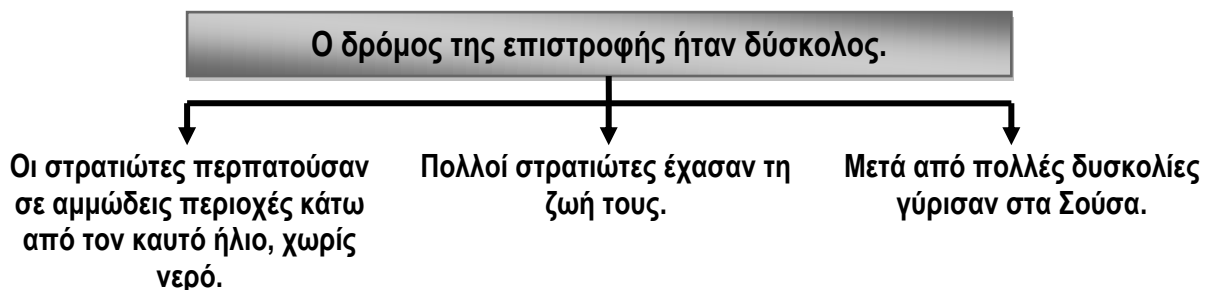 Ο δρόμος της επιστροφής ήταν δύσκολος.
Οι στρατιώτες περπατούσαν
σε αμμώδεις περιοχές κάτω
από τον καυτό ήλιο, χωρίς
νερό.
Πολλοί στρατιώτες έχασαν τη
ζωή τους.
Μετά από πολλές δυσκολίες
γύρισαν στα Σούσα.